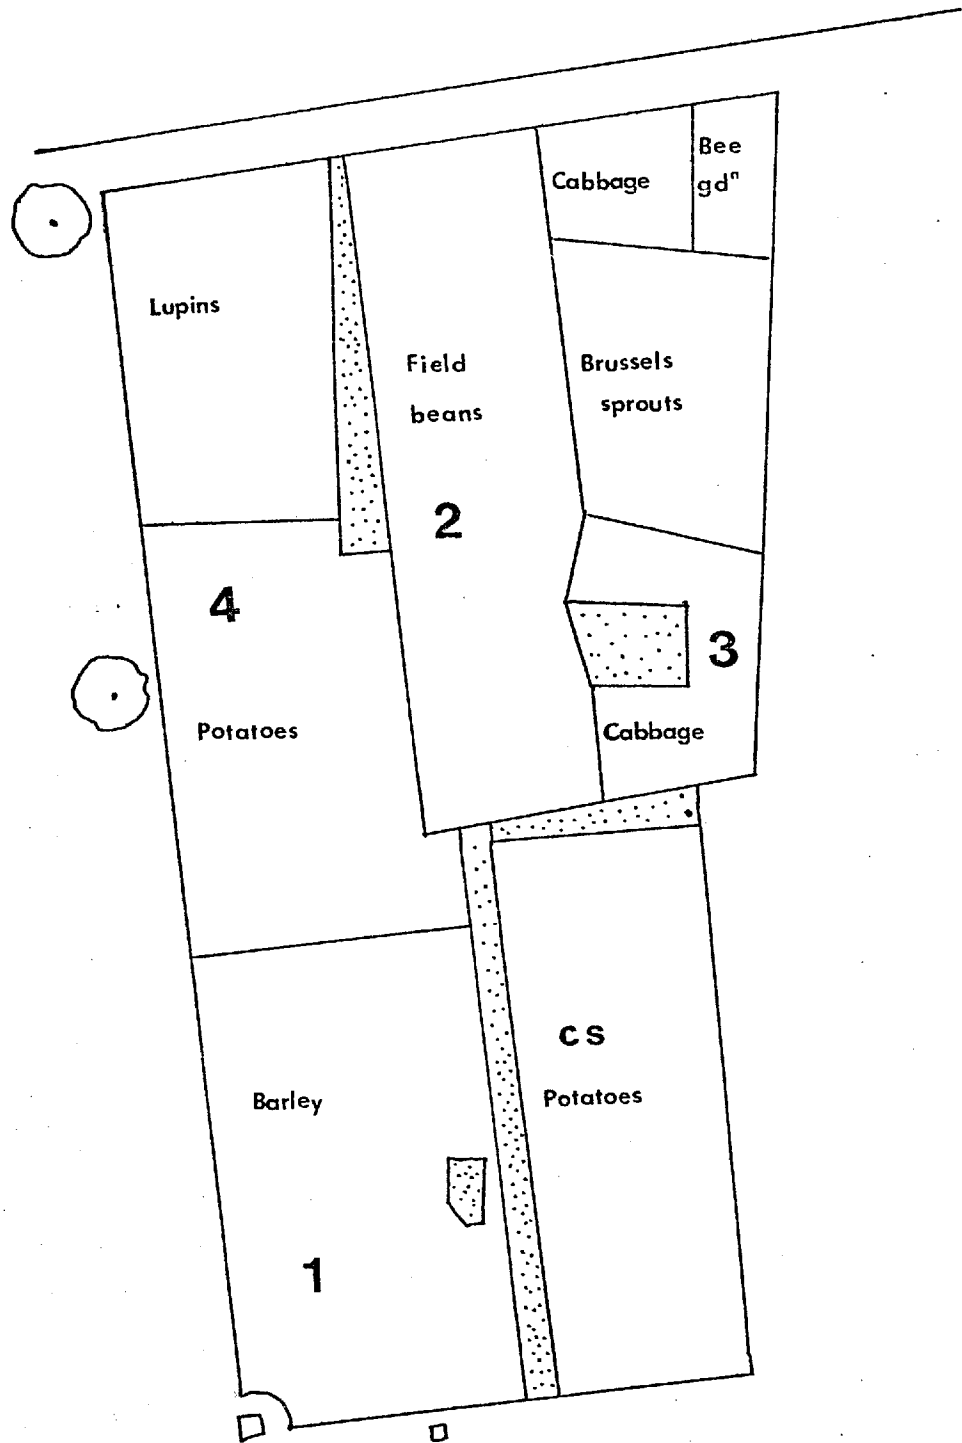 Cabbage
Bee
gdⁿ
Lupins
Field
beans
Brussels
sprouts
2
4
3
Potatoes
Cabbage
cs
Potatoes
Barley
1